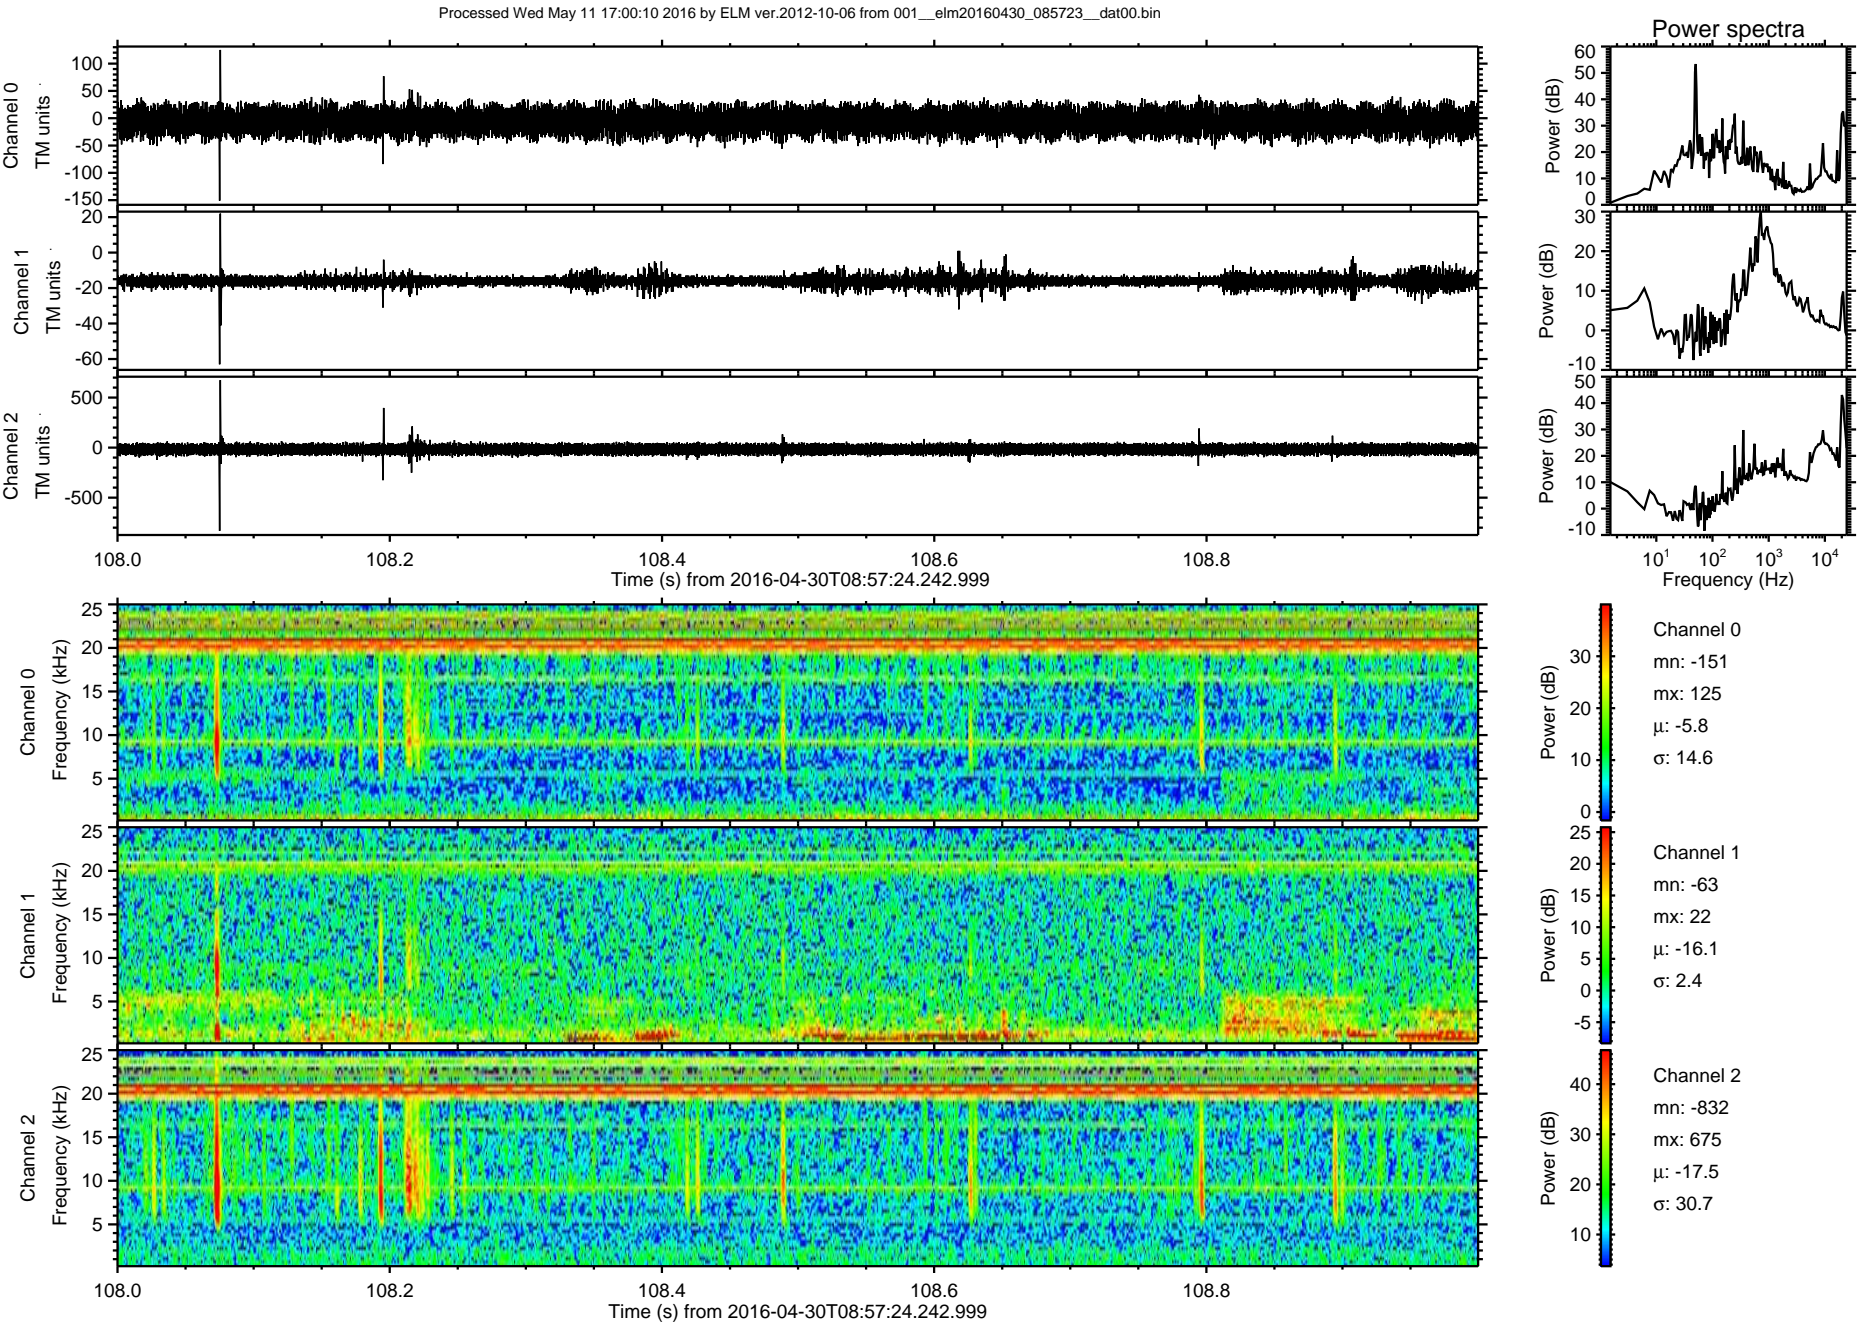 Processed Wed May 11 17:00:10 2016 by ELM ver.2012-10-06 from 001__elm20160430_085723__dat00.bin
Power spectra
Channel 0
TM units
100
50
0
-50
-100
-150
Power (dB)
60
50
40
30
20
10
0
Channel 1
TM units
20
0
-20
-40
-60
Power (dB)
30
20
10
0
-10
Channel 2
TM units
500
0
-500
Power (dB)
50
40
30
20
10
0
-10
108.0 108.2 108.4 108.6 108.8
Time (s) from 2016-04-30T08:57:24.242.999
10¹ 10² 10³ 10⁴
Frequency (Hz)
Channel 0
Frequency (kHz)
25
20
15
10
5
Power (dB)
30
20
10
0
Channel 0
mn: -151
mx: 125
μ: -5.8
σ: 14.6
Channel 1
Frequency (kHz)
25
20
15
10
5
Power (dB)
25
20
15
10
5
0
-5
Channel 1
mn: -63
mx: 22
μ: -16.1
σ: 2.4
Channel 2
Frequency (kHz)
25
20
15
10
5
Power (dB)
40
30
20
10
Channel 2
mn: -832
mx: 675
μ: -17.5
σ: 30.7
108.0 108.2 108.4 108.6 108.8
Time (s) from 2016-04-30T08:57:24.242.999